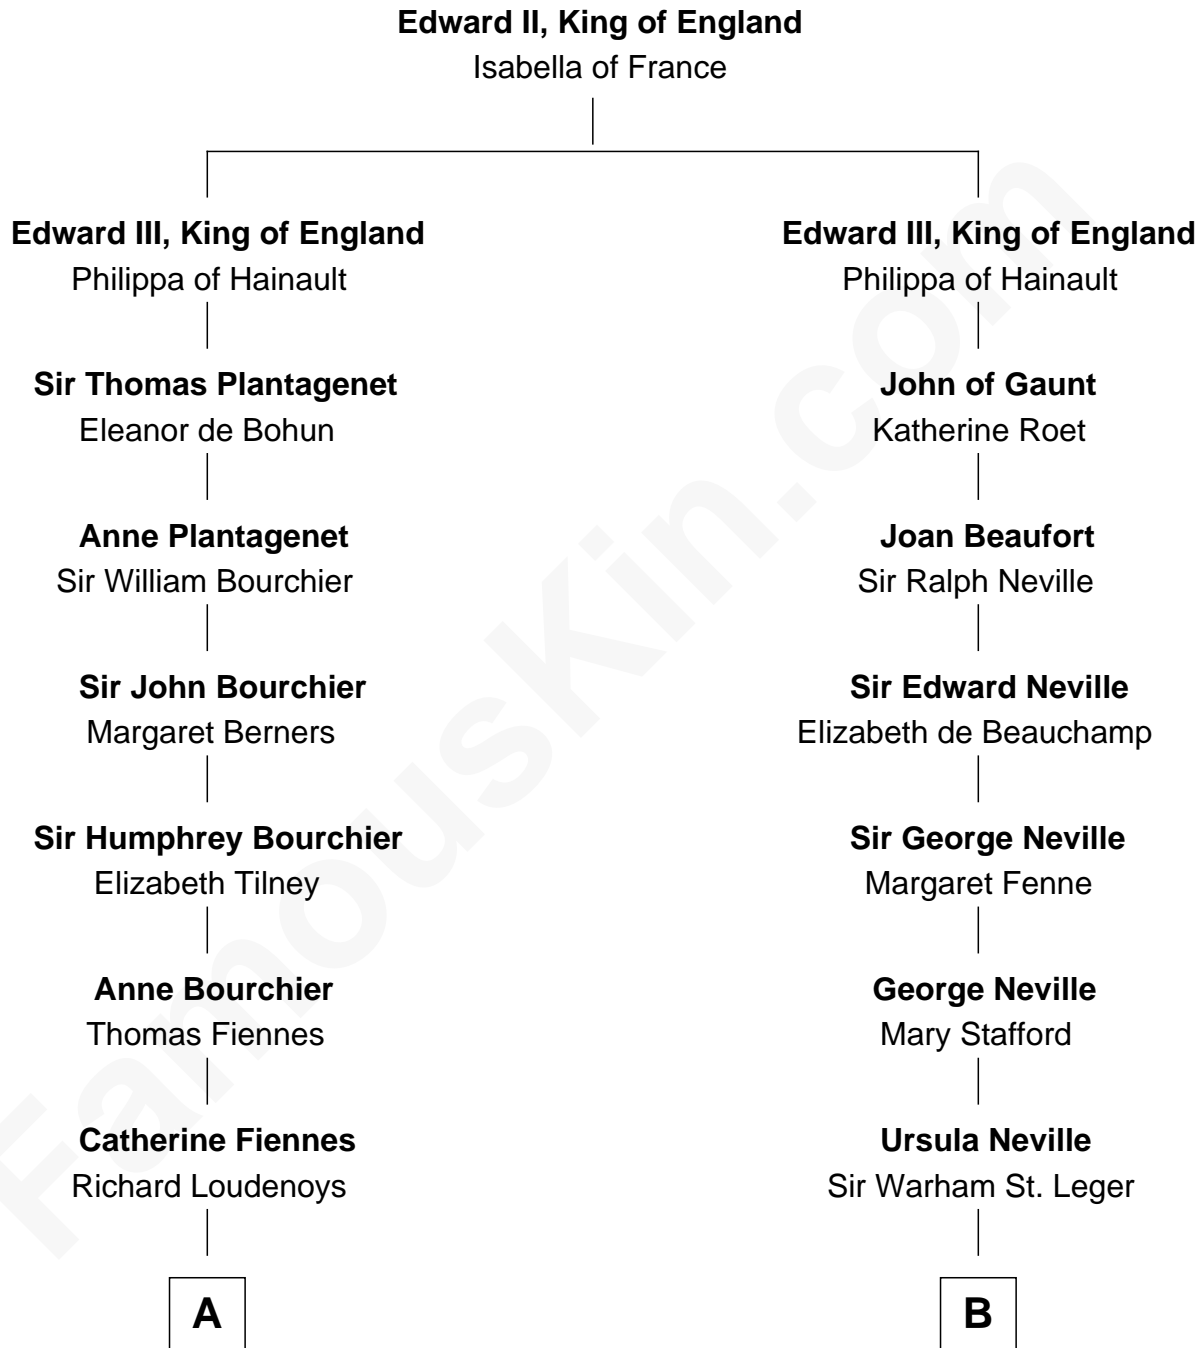 Edward II, King of England
Isabella of France
Edward III, King of England
Philippa of Hainault
Edward III, King of England
Philippa of Hainault
Sir Thomas Plantagenet
Eleanor de Bohun
John of Gaunt
Katherine Roet
Anne Plantagenet
Sir William Bourchier
Joan Beaufort
Sir Ralph Neville
Sir John Bourchier
Margaret Berners
Sir Edward Neville
Elizabeth de Beauchamp
Sir Humphrey Bourchier
Elizabeth Tilney
Sir George Neville
Margaret Fenne
Anne Bourchier
Thomas Fiennes
George Neville
Mary Stafford
Catherine Fiennes
Richard Loudenoys
Ursula Neville
Sir Warham St. Leger
A
B
FamousKin.com